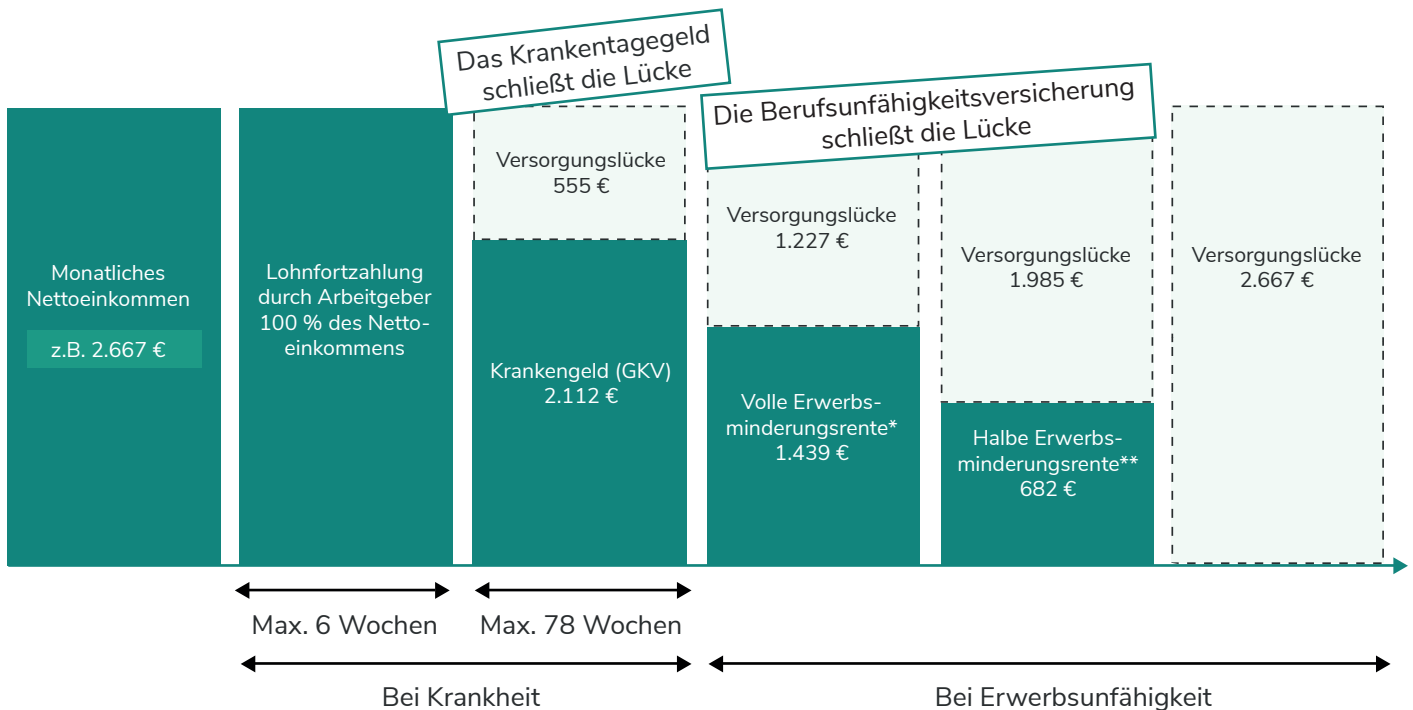 Das Krankentagegeld
schließt die Lücke
Die Berufsunfähigkeitsversicherung
schließt die Lücke
Monatliches
Nettoeinkommen
z.B. 2.667 €
Lohnfortzahlung
durch Arbeitgeber
100 % des Netto-
einkommens
Versorgungslücke
555 €
Krankengeld (GKV)
2.112 €
Versorgungslücke
1.227 €
Volle Erwerbs-
minderungsrente*
1.439 €
Versorgungslücke
1.985 €
Halbe Erwerbs-
minderungsrente**
682 €
Versorgungslücke
2.667 €
Max. 6 Wochen
Max. 78 Wochen
Bei Krankheit
Bei Erwerbsunfähigkeit